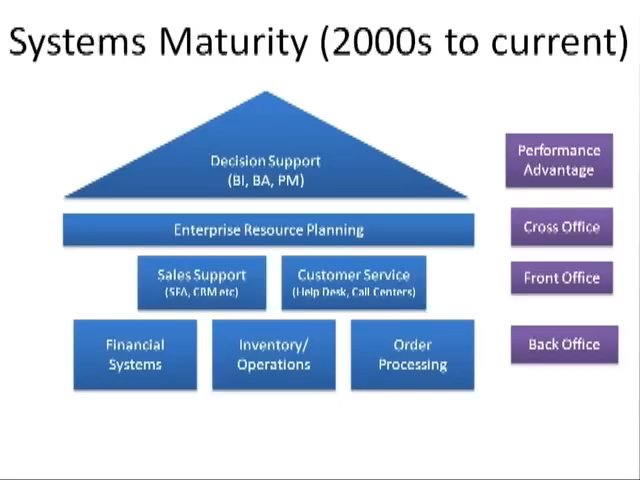 Systems Maturity (2000s to current)
Decision Support
(BI, BA, PM)
Performance
Advantage
Enterprise Resource Planning
Cross Office
Sales Support
(SFA, CRM etc)
Customer Service
(Help Desk, Call Centers)
Front Office
Financial
Systems
Inventory/
Operations
Order
Processing
Back Office